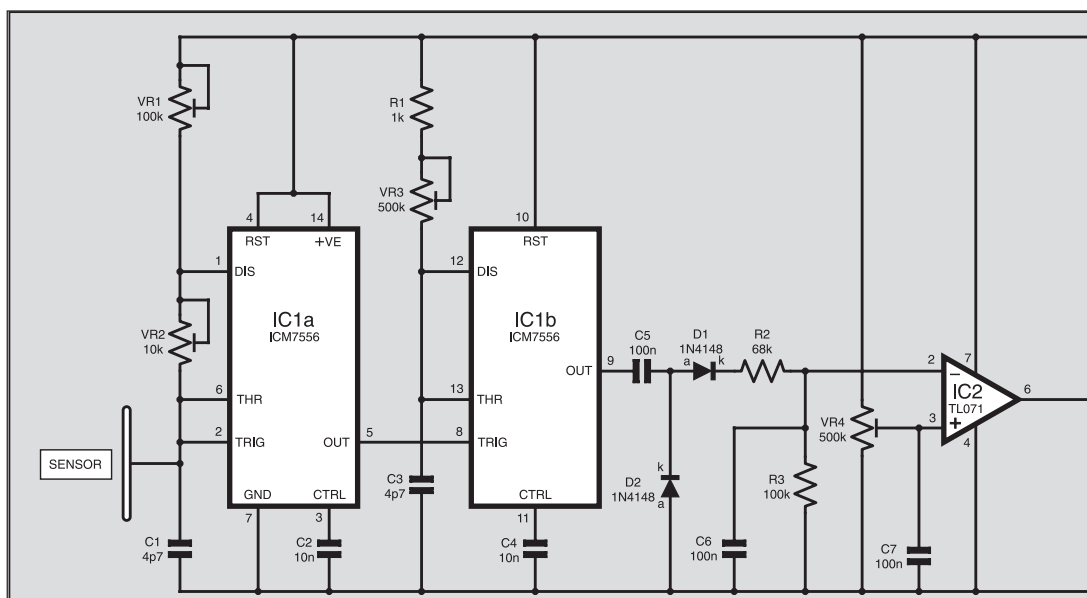 VR1
100k
R1
1k
VR3
500k
4
14
RST
+VE
10
RST
1
DIS
12
DIS
VR2
10k
IC1a
ICM7556
IC1b
ICM7556
C5
100n
D1
1N4148
a
k
R2
68k
9
OUT
2
7
−
IC2
TL071
6
3
+
4
VR4
500k
6
THR
13
THR
2
TRIG
OUT
5
8
TRIG
SENSOR
C3
4p7
k
D2
1N4148
a
R3
100k
GND
CTRL
7
3
CTRL
11
C1
4p7
C2
10n
C4
10n
C6
100n
C7
100n